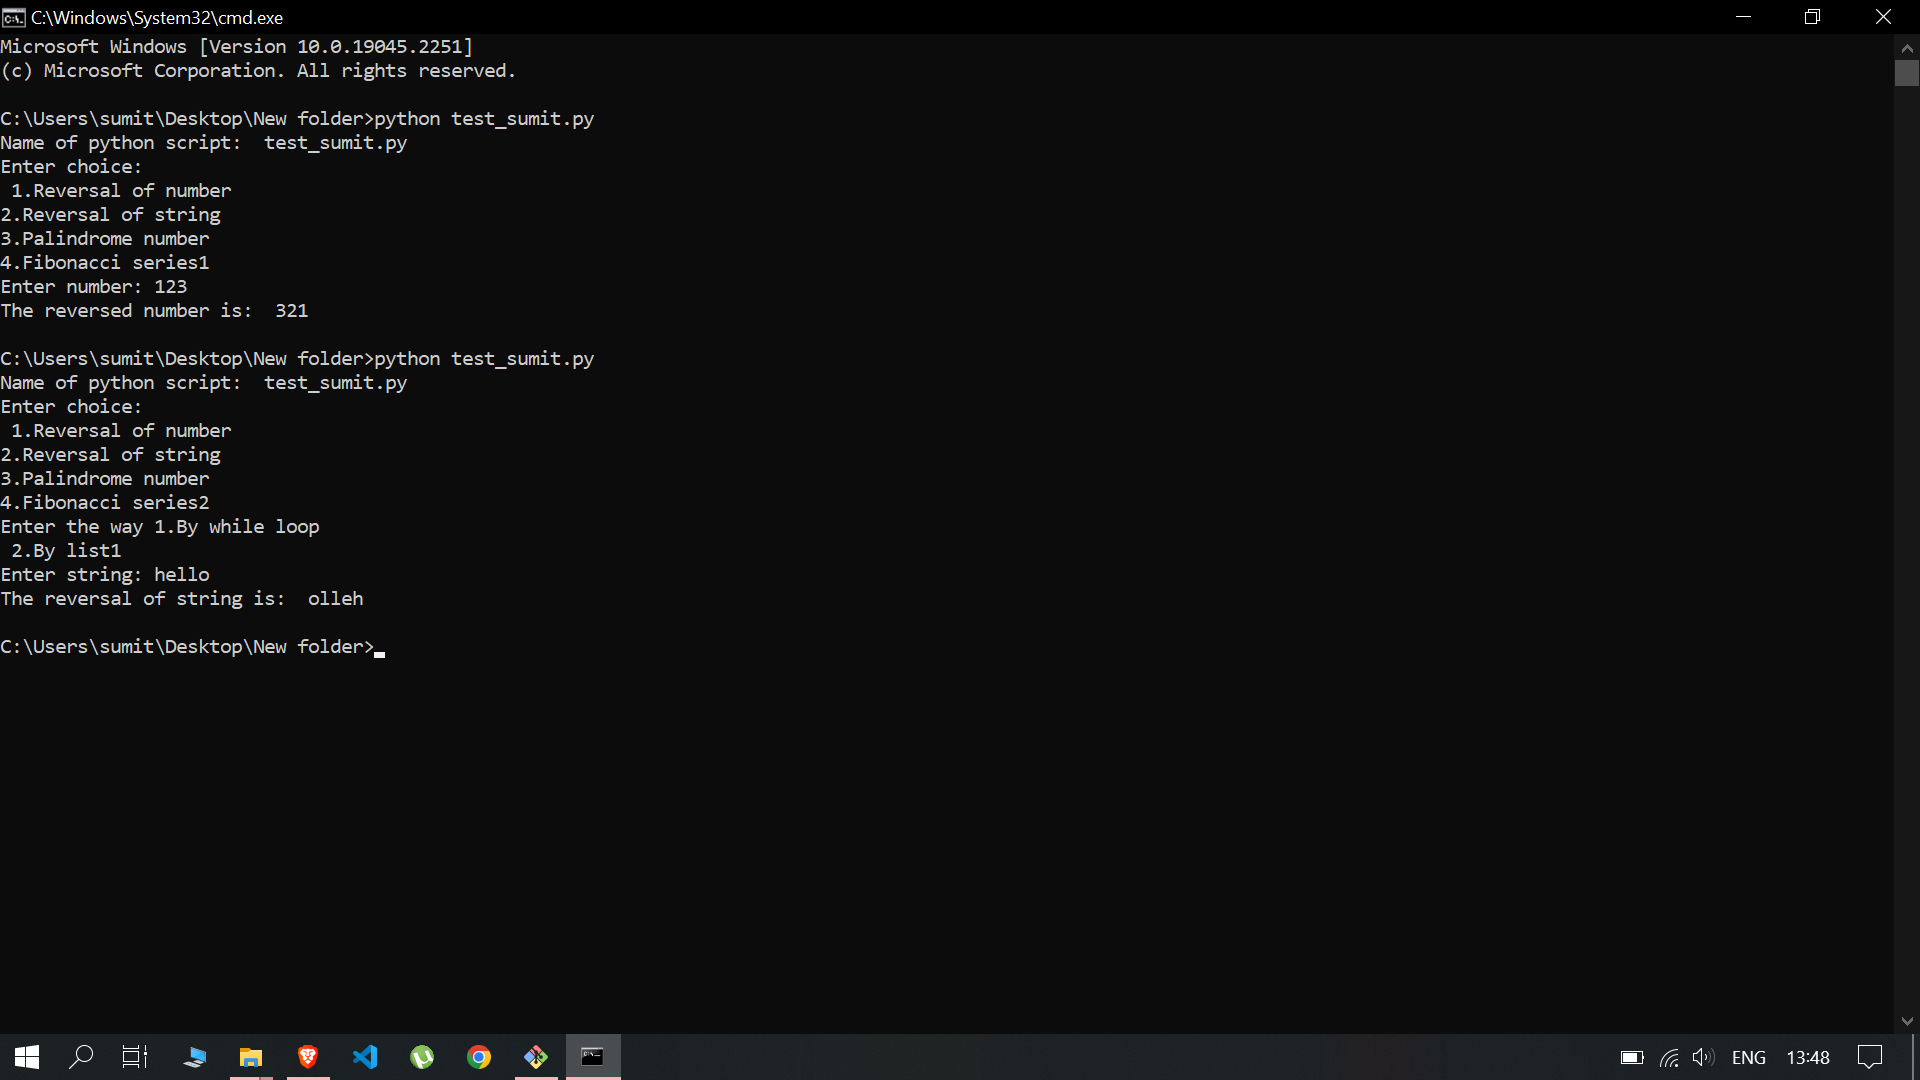 C:\Windows\System32\cmd.exe
Microsoft Windows [Version 10.0.19045.2251]
(c) Microsoft Corporation. All rights reserved.
C:\Users\sumit\Desktop\New folder>python test_sumit.py
Name of python script:  test_sumit.py
Enter choice:
 1.Reversal of number
2.Reversal of string
3.Palindrome number
4.Fibonacci series1
Enter number: 123
The reversed number is:  321
C:\Users\sumit\Desktop\New folder>python test_sumit.py
Name of python script:  test_sumit.py
Enter choice:
 1.Reversal of number
2.Reversal of string
3.Palindrome number
4.Fibonacci series2
Enter the way 1.By while loop
 2.By list1
Enter string: hello
The reversal of string is:  olleh
C:\Users\sumit\Desktop\New folder>
ENG 13:48